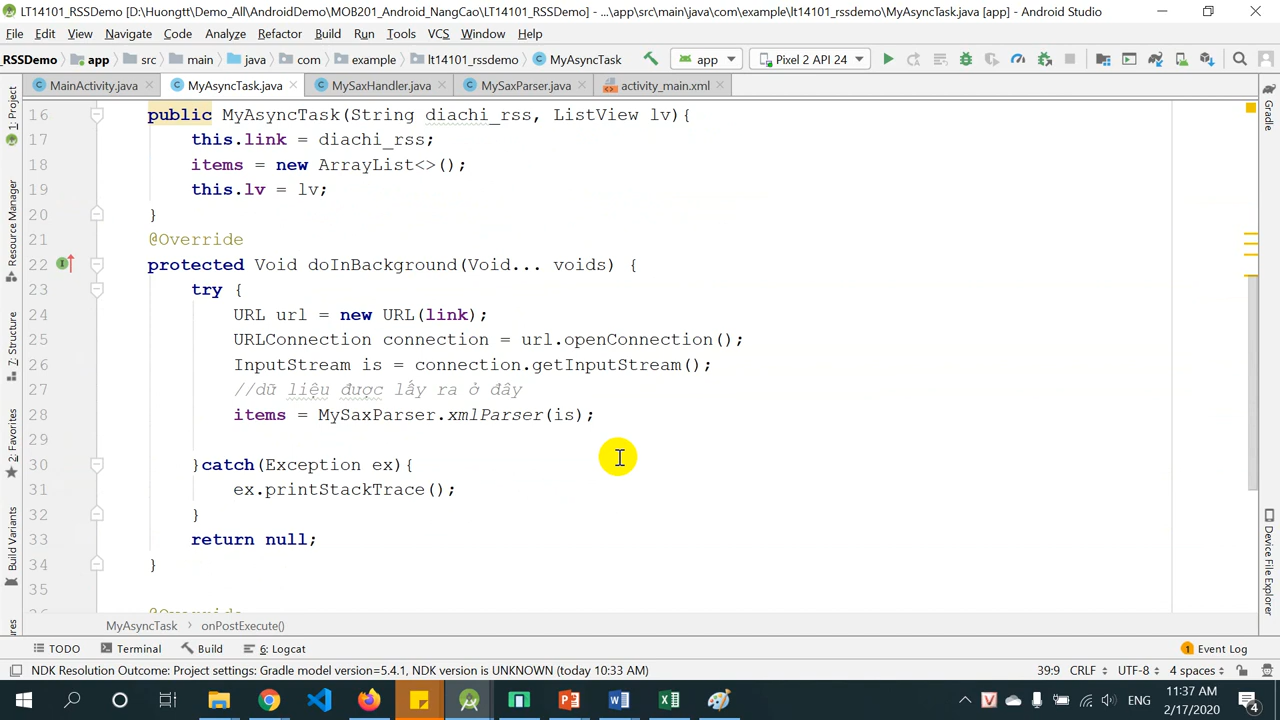 LT14101_RSSDemo [D:\Huongtt\Demo_All\AndroidDemo\MOB201_Android_NangCao\LT14101_RSSDemo] - ...\app\src\main\java\com\example\lt14101_rssdemo\MyAsyncTask.java [app] - Android Studio
File Edit View Navigate Code Analyze Refactor Build Run Tools VCS Window Help
_RSSDemo app src main java com example lt14101_rssdemo MyAsyncTask app Pixel 2 API 24
MainActivity.java MyAsyncTask.java MySaxHandler.java MySaxParser.java activity_main.xml
1: Project
Resource Manager
7: Structure
2: Favorites
Build Variants
16 public MyAsyncTask(String diachi_rss, ListView lv){
17 this.link = diachi_rss;
18 items = new ArrayList<>();
19 this.lv = lv;
20 }
21 @Override
22 protected Void doInBackground(Void... voids) {
23 try {
24 URL url = new URL(link);
25 URLConnection connection = url.openConnection();
26 InputStream is = connection.getInputStream();
27 //dữ liệu được lấy ra ở đây
28 items = MySaxParser.xmlParser(is);
29
30 }catch(Exception ex){
31 ex.printStackTrace();
32 }
33 return null;
34 }
35
@Override
Gradle
Device File Explorer
MyAsyncTask onPostExecute()
TODO Terminal Build 6: Logcat 1 Event Log
NDK Resolution Outcome: Project settings: Gradle model version=5.4.1, NDK version is UNKNOWN (today 10:33 AM) 39:9 CRLF UTF-8 4 spaces
ENG 11:37 AM
2/17/2020 4